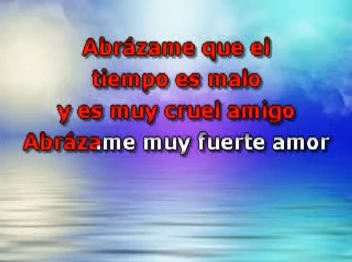 Abrázame que el
tiempo es malo
y es muy cruel amigo
Abrázame muy fuerte amor